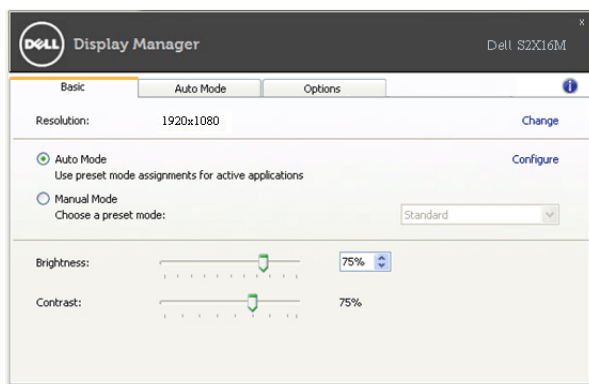 x
DELL Display Manager Dell S2X16M
Basic Auto Mode Options i
Resolution: 1920x1080 Change
Auto Mode Configure
Use preset mode assignments for active applications
Manual Mode
Choose a preset mode: Standard
Brightness: 75%
Contrast: 75%